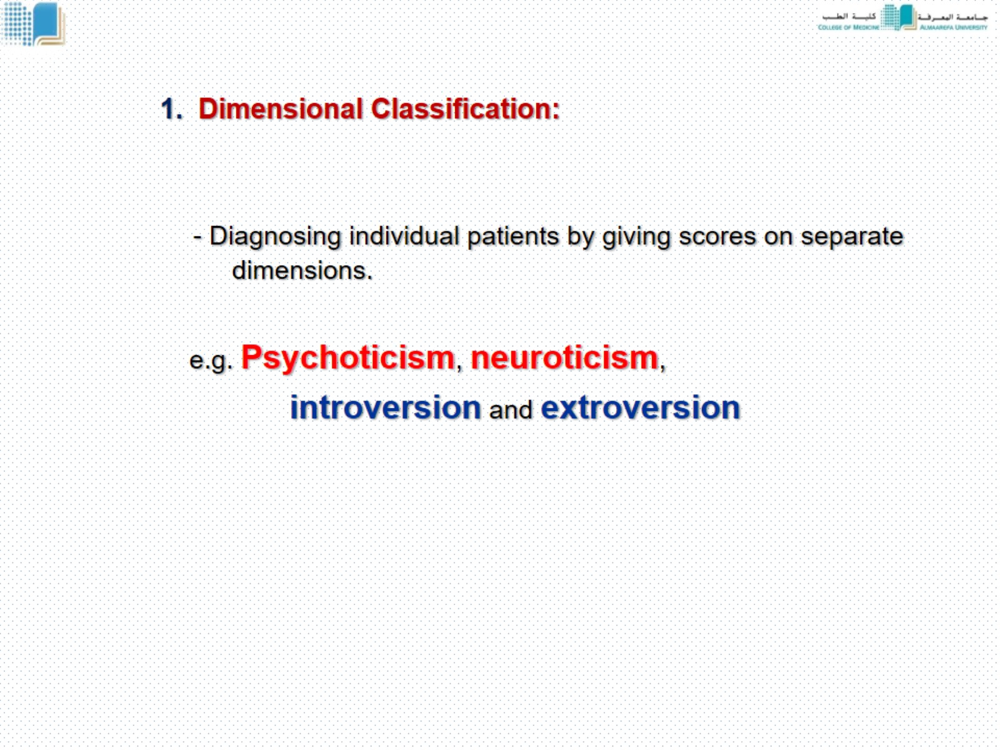 كلية الطب
جامعة المعرفة
COLLEGE OF MEDICINE
ALMAAREFA UNIVERSITY
1. Dimensional Classification:
- Diagnosing individual patients by giving scores on separate
dimensions.
e.g. Psychoticism, neuroticism,
introversion and extroversion